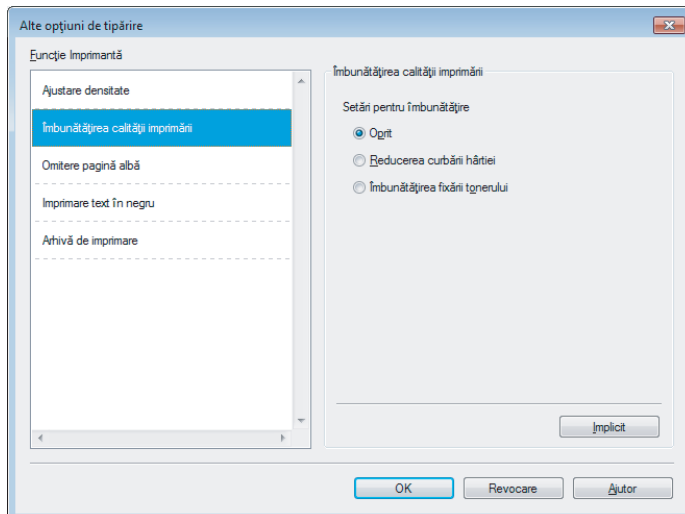 Alte opțiuni de tipărire
Funcție Imprimantă
Ajustare densitate
Îmbunătățirea calității imprimării
Omitere pagină albă
Imprimare text în negru
Arhivă de imprimare
Îmbunătățirea calității imprimării
Setări pentru îmbunătățire
Oprit
Reducerea curbării hârtiei
Îmbunătățirea fixării tonerului
Implicit
OK
Revocare
Ajutor